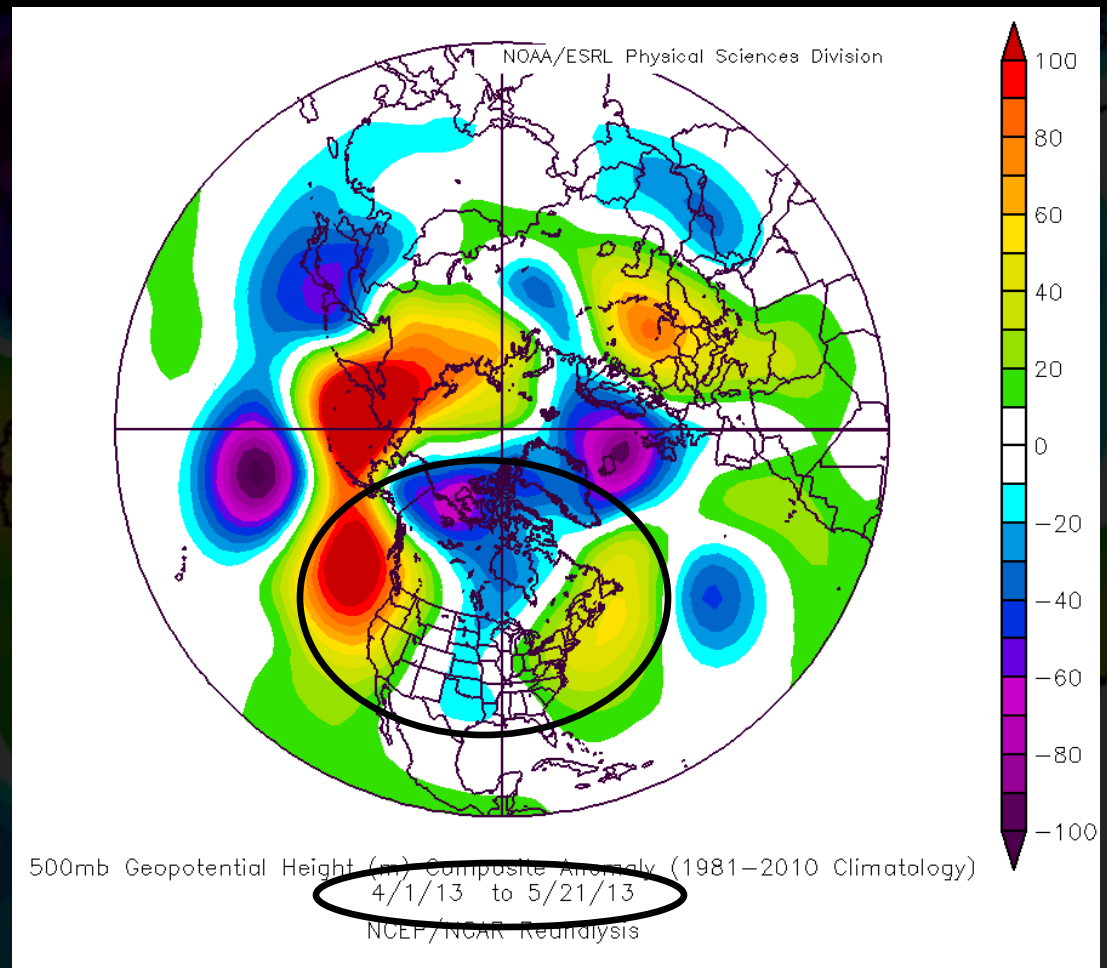 NOAA/ESRL Physical Sciences Division
100
80
60
40
20
0
−20
−40
−60
−80
−100
500mb Geopotential Height (m) Composite Anomaly (1981−2010 Climatology)
4/1/13 to 5/21/13
NCEP/NCAR Reanalysis